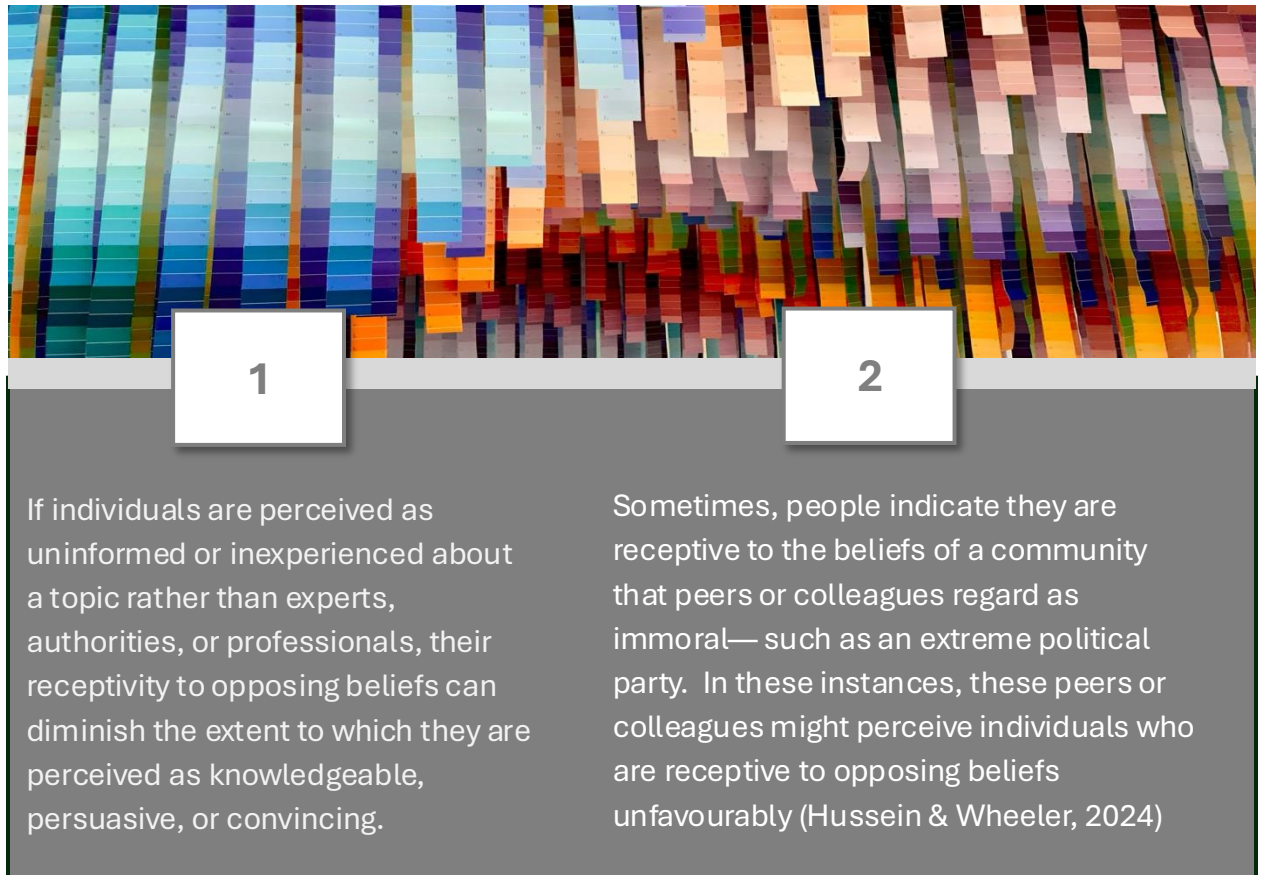 1
If individuals are perceived as
uninformed or inexperienced about
a topic rather than experts,
authorities, or professionals, their
receptivity to opposing beliefs can
diminish the extent to which they are
perceived as knowledgeable,
persuasive, or convincing.
2
Sometimes, people indicate they are
receptive to the beliefs of a community
that peers or colleagues regard as
immoral— such as an extreme political
party.  In these instances, these peers or
colleagues might perceive individuals who
are receptive to opposing beliefs
unfavourably (Hussein & Wheeler, 2024)